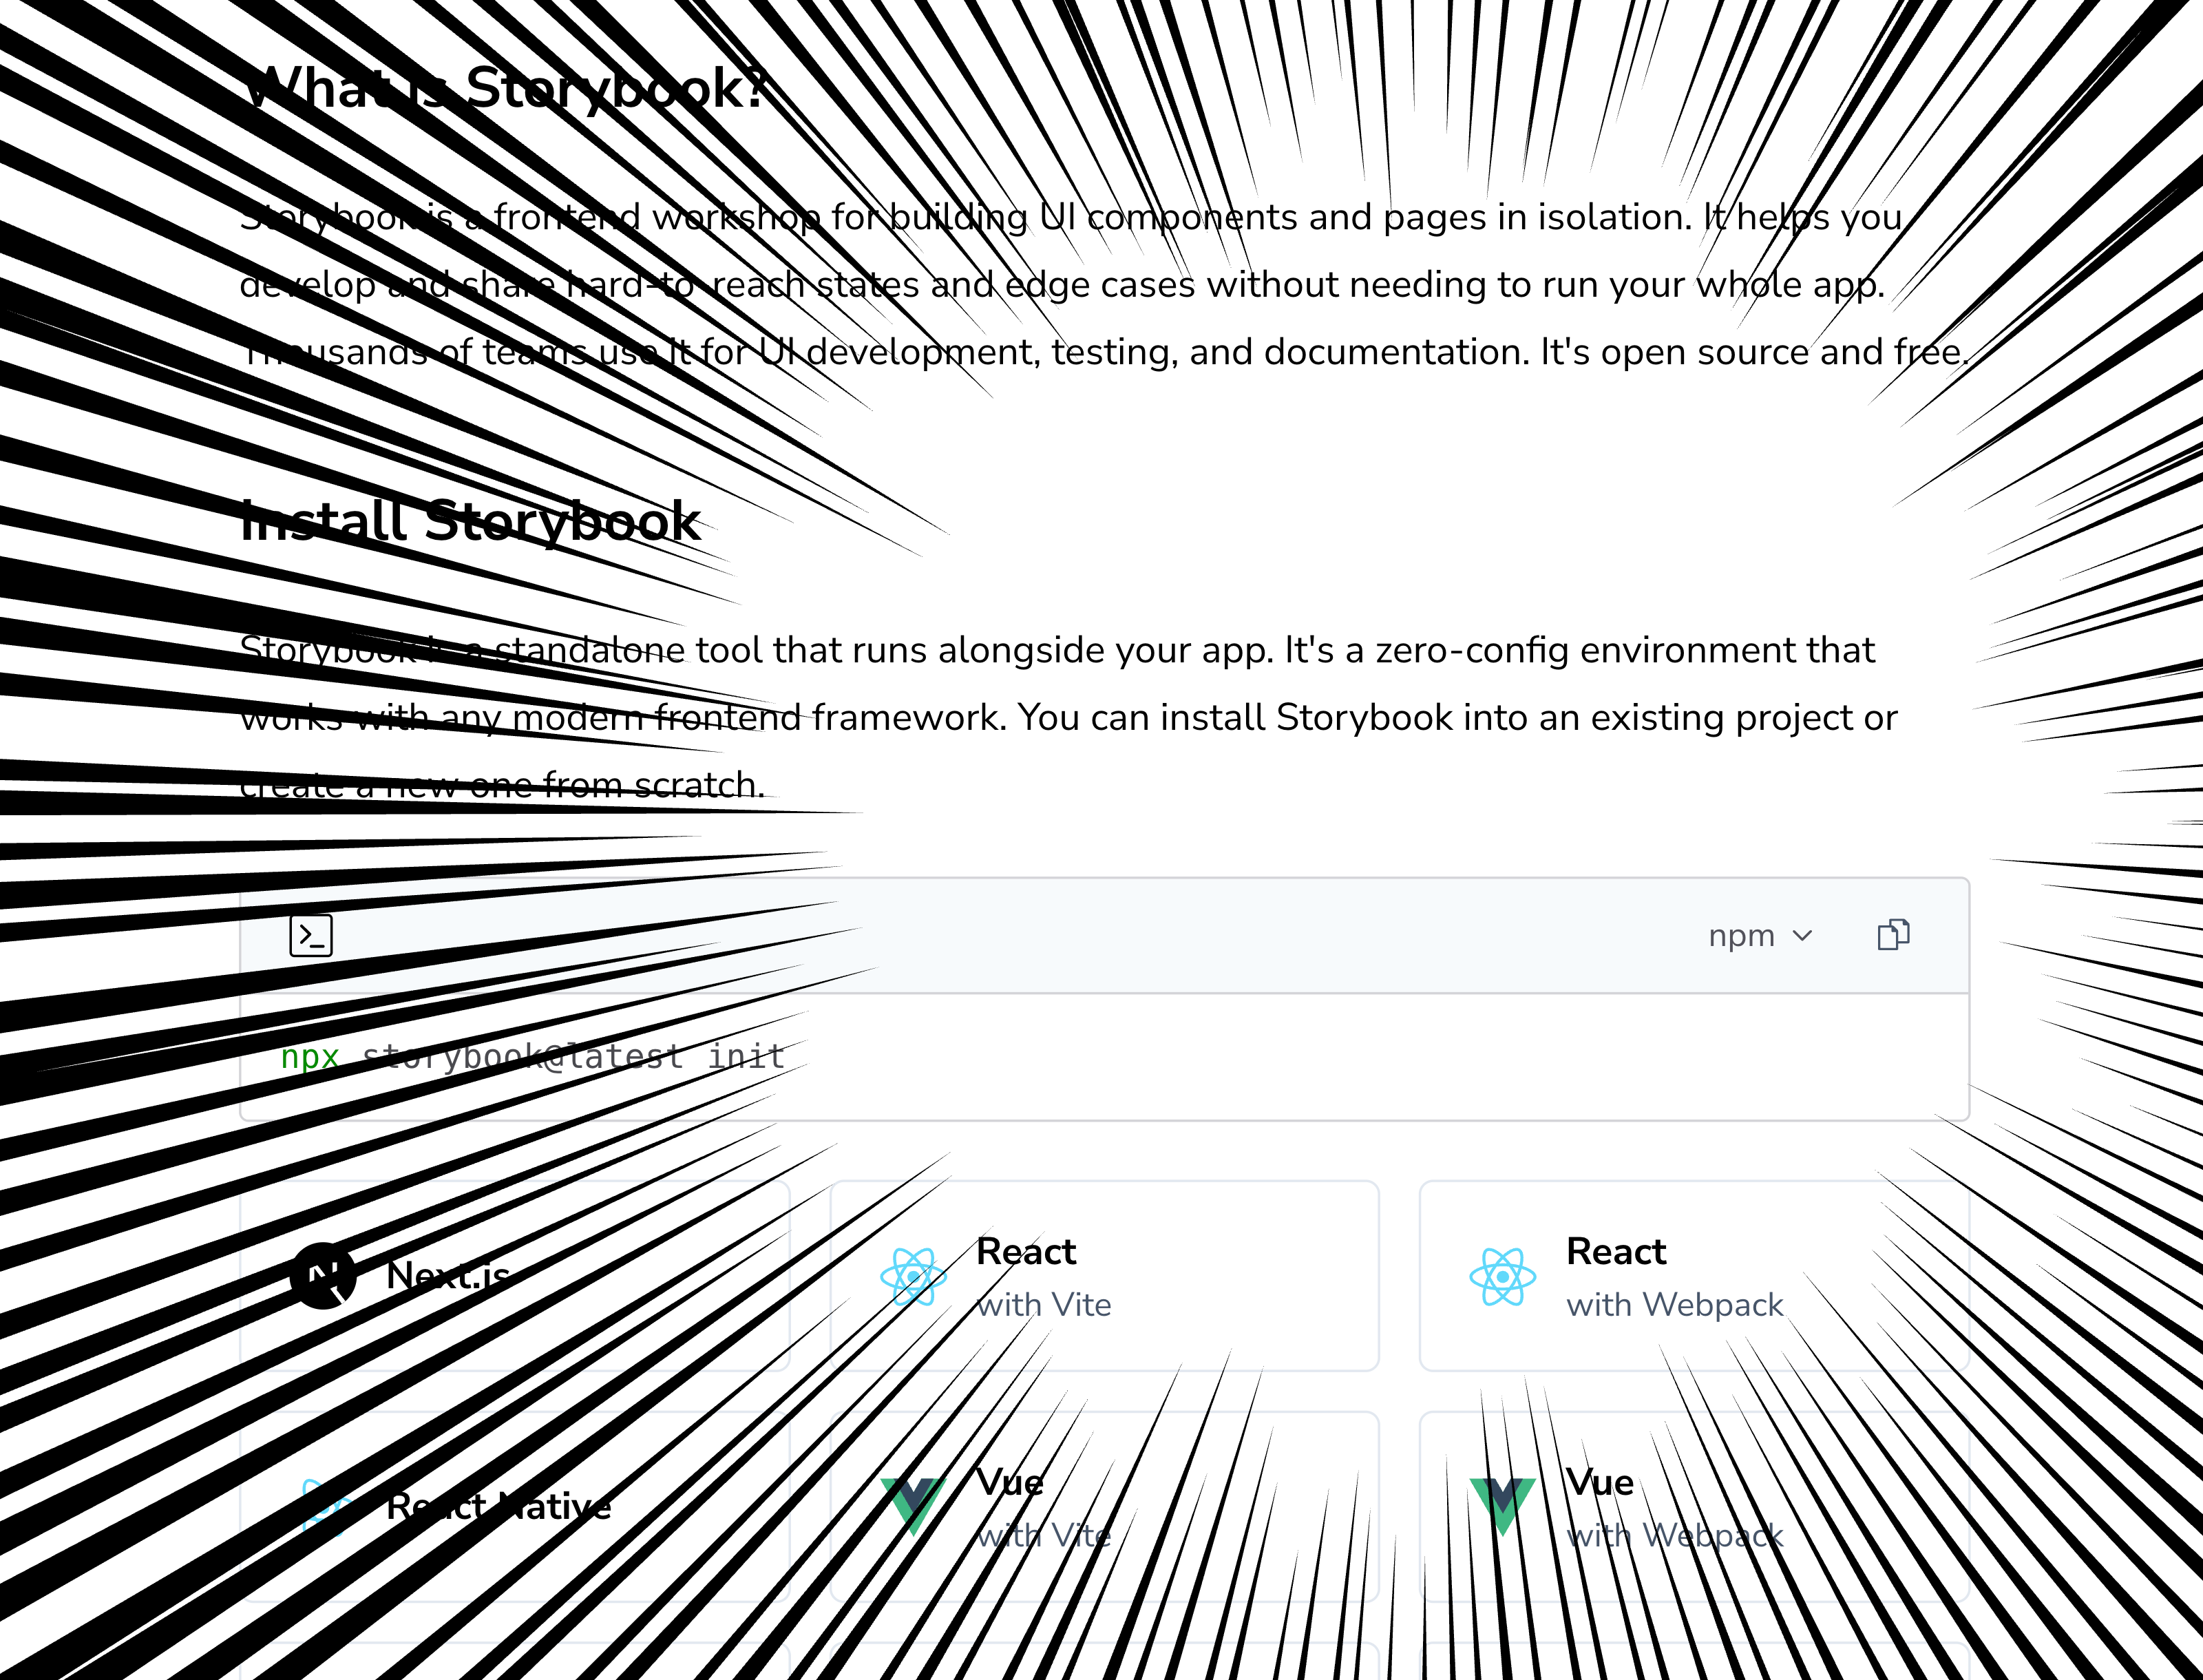 What is Storybook?
Storybook is a frontend workshop for building UI components and pages in isolation. It helps you
develop and share hard-to-reach states and edge cases without needing to run your whole app.
Thousands of teams use it for UI development, testing, and documentation. It's open source and free.
Install Storybook
Storybook is a standalone tool that runs alongside your app. It's a zero-config environment that
works with any modern frontend framework. You can install Storybook into an existing project or
create a new one from scratch.
npm
npx storybook@latest init
Next.js
React
with Vite
React
with Webpack
React Native
Vue
with Vite
Vue
with Webpack